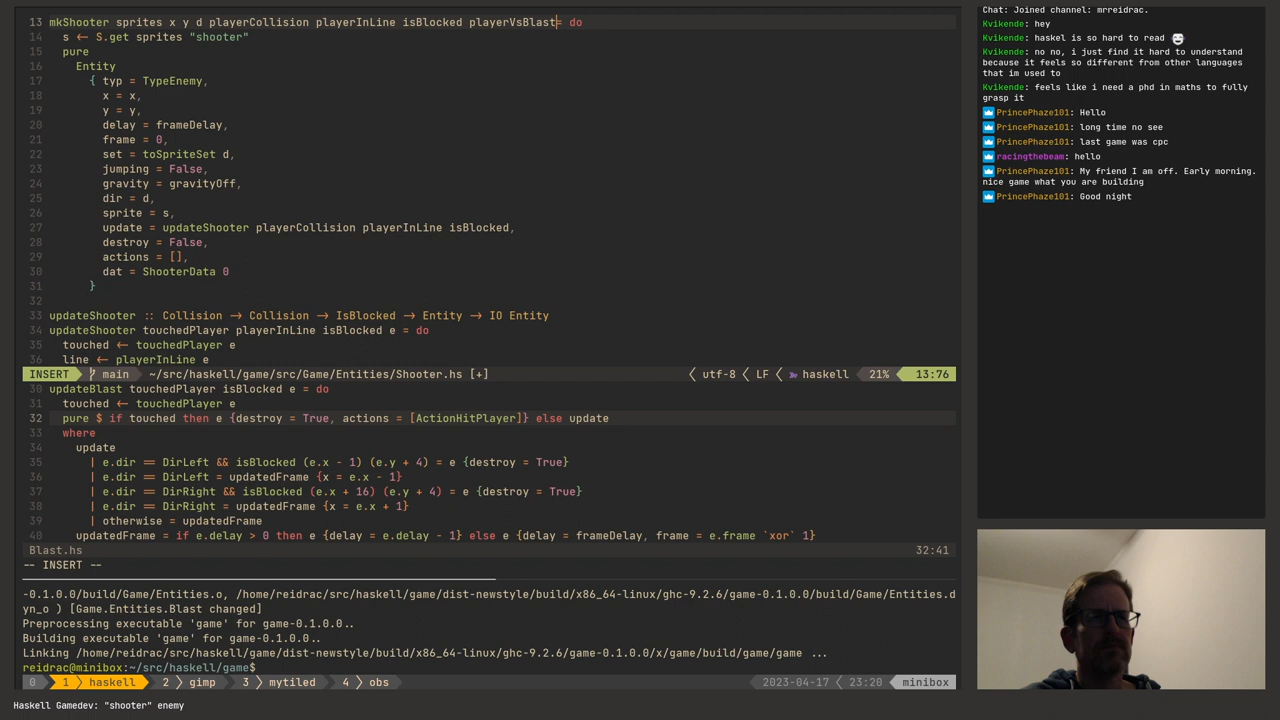 13 mkShooter sprites x y d playerCollision playerInLine isBlocked playerVsBlast= do
14 s <- S.get sprites "shooter"
15 pure
16 Entity
17 { typ = TypeEnemy,
18 x = x,
19 y = y,
20 delay = frameDelay,
21 frame = 0,
22 set = toSpriteSet d,
23 jumping = False,
24 gravity = gravityOff,
25 dir = d,
26 sprite = s,
27 update = updateShooter playerCollision playerInLine isBlocked,
28 destroy = False,
29 actions = [],
30 dat = ShooterData 0
31 }
32
33 updateShooter :: Collision -> Collision -> IsBlocked -> Entity -> IO Entity
34 updateShooter touchedPlayer playerInLine isBlocked e = do
35 touched <- touchedPlayer e
36 line <- playerInLine e
INSERT main ~/src/haskell/game/src/Game/Entities/Shooter.hs [+] utf-8 LF haskell 21% 13:76
30 updateBlast touchedPlayer isBlocked e = do
31 touched <- touchedPlayer e
32 pure $ if touched then e {destroy = True, actions = [ActionHitPlayer]} else update
33 where
34 update
35 | e.dir == DirLeft && isBlocked (e.x - 1) (e.y + 4) = e {destroy = True}
36 | e.dir == DirLeft = updatedFrame {x = e.x - 1}
37 | e.dir == DirRight && isBlocked (e.x + 16) (e.y + 4) = e {destroy = True}
38 | e.dir == DirRight = updatedFrame {x = e.x + 1}
39 | otherwise = updatedFrame
40 updatedFrame = if e.delay > 0 then e {delay = e.delay - 1} else e {delay = frameDelay, frame = e.frame `xor` 1}
Blast.hs 32:41
-- INSERT --
-0.1.0.0/build/Game/Entities.o, /home/reidrac/src/haskell/game/dist-newstyle/build/x86_64-linux/ghc-9.2.6/game-0.1.0.0/build/Game/Entities.d
yn_o ) [Game.Entities.Blast changed]
Preprocessing executable 'game' for game-0.1.0.0..
Building executable 'game' for game-0.1.0.0..
Linking /home/reidrac/src/haskell/game/dist-newstyle/build/x86_64-linux/ghc-9.2.6/game-0.1.0.0/x/game/build/game/game ...
reidrac@minibox:~/src/haskell/game$
0 1 haskell 2 gimp 3 mytiled 4 obs 2023-04-17 23:20 minibox
Haskell Gamedev: "shooter" enemy
Chat: Joined channel: mrreidrac.
Kvikende: hey
Kvikende: haskel is so hard to read
Kvikende: no no, i just find it hard to understand
because it feels so different from other languages
that im used to
Kvikende: feels like i need a phd in maths to fully
grasp it
PrincePhaze101: Hello
PrincePhaze101: long time no see
PrincePhaze101: last game was cpc
racingthebeam: hello
PrincePhaze101: My friend I am off. Early morning.
nice game what you are building
PrincePhaze101: Good night